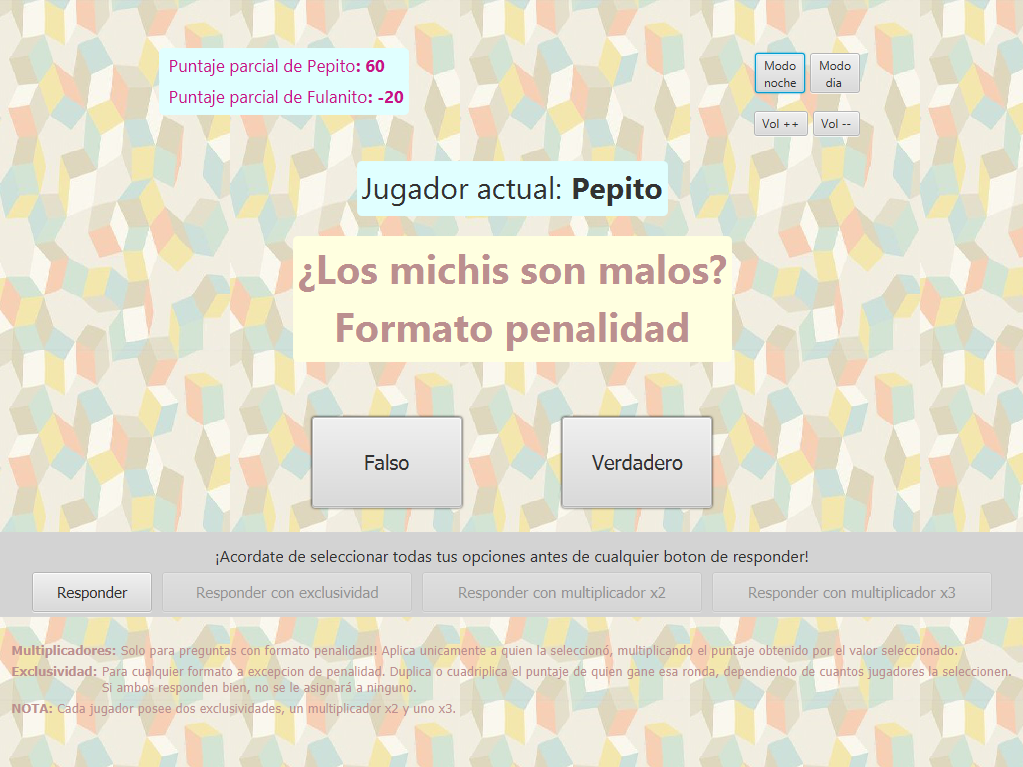 Puntaje parcial de Pepito: 60
Puntaje parcial de Fulanito: -20
Modo noche
Modo dia
Vol ++
Vol --
Jugador actual: Pepito
¿Los michis son malos?
Formato penalidad
Falso
Verdadero
¡Acordate de seleccionar todas tus opciones antes de cualquier boton de responder!
Responder
Responder con exclusividad
Responder con multiplicador x2
Responder con multiplicador x3
Multiplicadores: Solo para preguntas con formato penalidad!! Aplica unicamente a quien la seleccionó, multiplicando el puntaje obtenido por el valor seleccionado.
Exclusividad: Para cualquier formato a excepcion de penalidad. Duplica o cuadriplica el puntaje de quien gane esa ronda, dependiendo de cuantos jugadores la seleccionen.
Si ambos responden bien, no se le asignará a ninguno.
NOTA: Cada jugador posee dos exclusividades, un multiplicador x2 y uno x3.